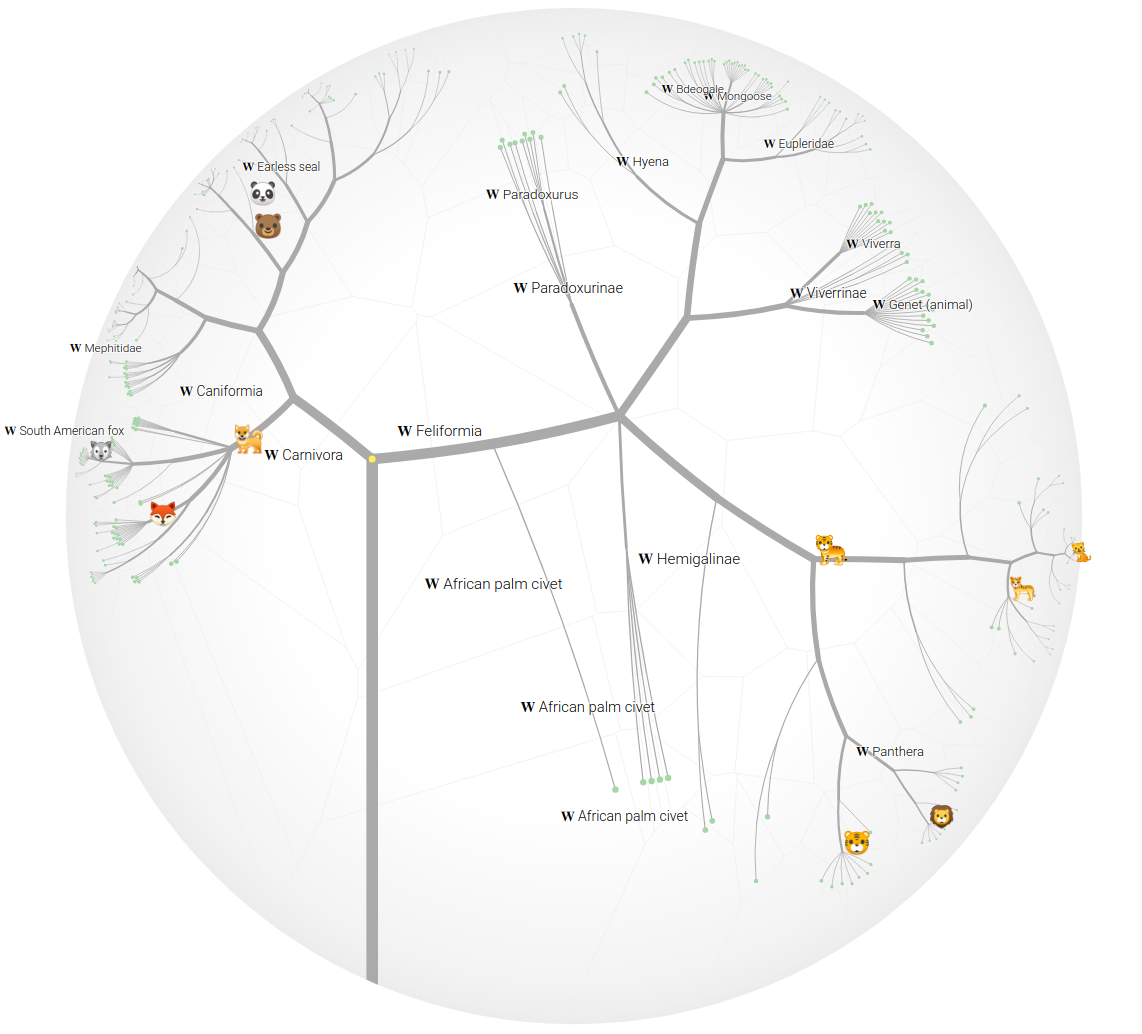 W Bdeogale
W Mongoose
W Eupleridae
W Hyena
W Earless seal
W Paradoxurus
W Viverra
W Paradoxurinae
W Viverrinae
W Genet (animal)
W Mephitidae
W Caniformia
W South American fox
W Feliformia
W Carnivora
W Hemigalinae
W African palm civet
W African palm civet
W Panthera
W African palm civet